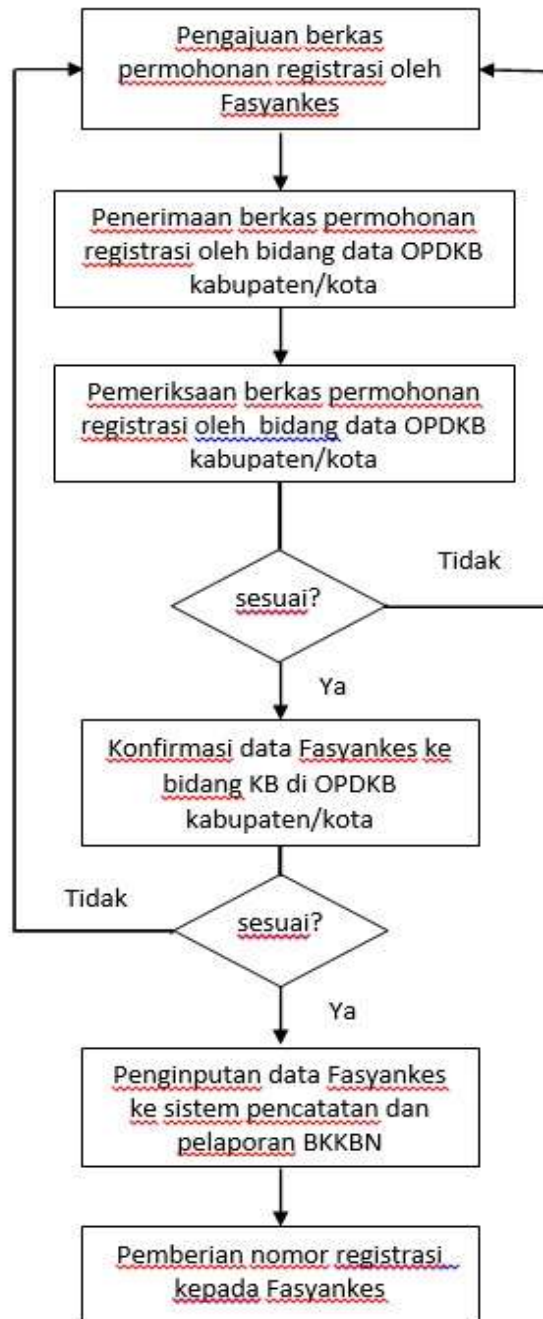 Pengajuan berkas
permohonan registrasi oleh
Fasyankes
Penerimaan berkas permohonan
registrasi oleh bidang data OPDKB
kabupaten/kota
Pemeriksaan berkas permohonan
registrasi oleh bidang data OPDKB
kabupaten/kota
Tidak
sesuai?
Ya
Konfirmasi data Fasyankes ke
bidang KB di OPDKB
kabupaten/kota
Tidak
sesuai?
Ya
Penginputan data Fasyankes
ke sistem pencatatan dan
pelaporan BKKBN
Pemberian nomor registrasi
kepada Fasyankes